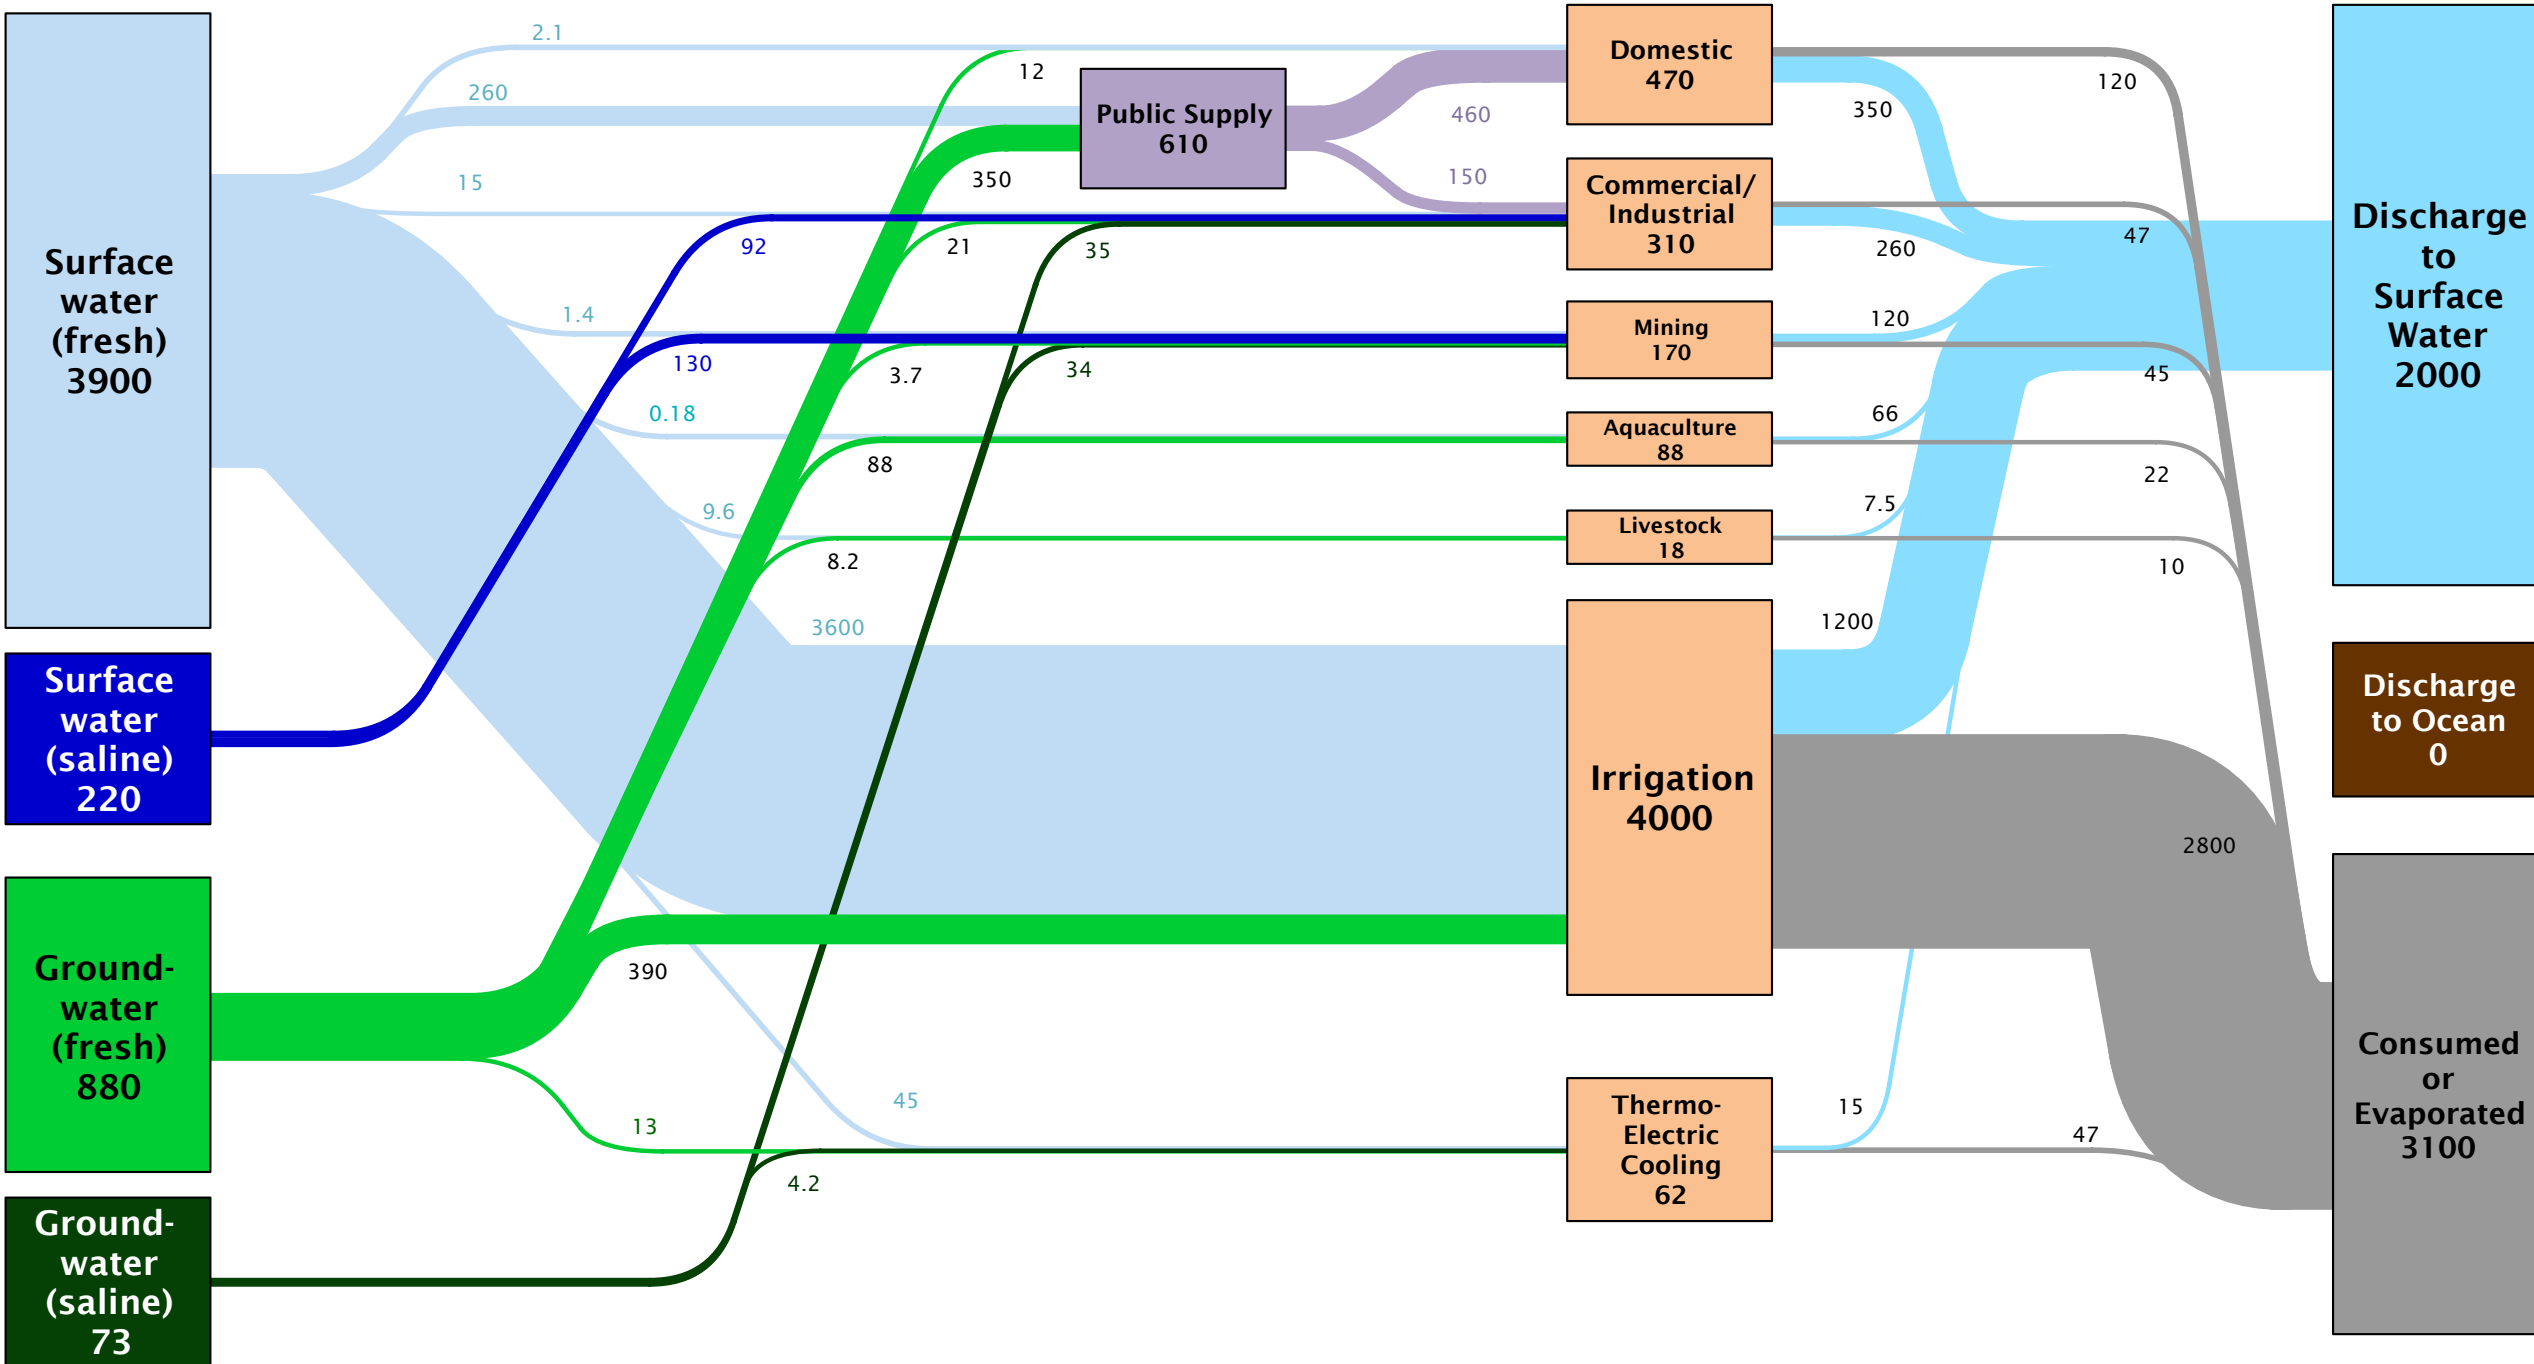 Surface
water
(fresh)
3900
Surface
water
(saline)
220
Ground-
water
(fresh)
880
Ground-
water
(saline)
73
2.1
260
15
92
1.4
130
0.18
9.6
3600
12
350
21
35
3.7
34
88
8.2
390
13
45
4.2
Public Supply
610
460
150
Domestic
470
Commercial/
Industrial
310
Mining
170
Aquaculture
88
Livestock
18
Irrigation
4000
Thermo-
Electric
Cooling
62
120
350
47
260
120
45
66
22
7.5
10
1200
2800
15
47
Discharge
to
Surface
Water
2000
Discharge
to Ocean
0
Consumed
or
Evaporated
3100